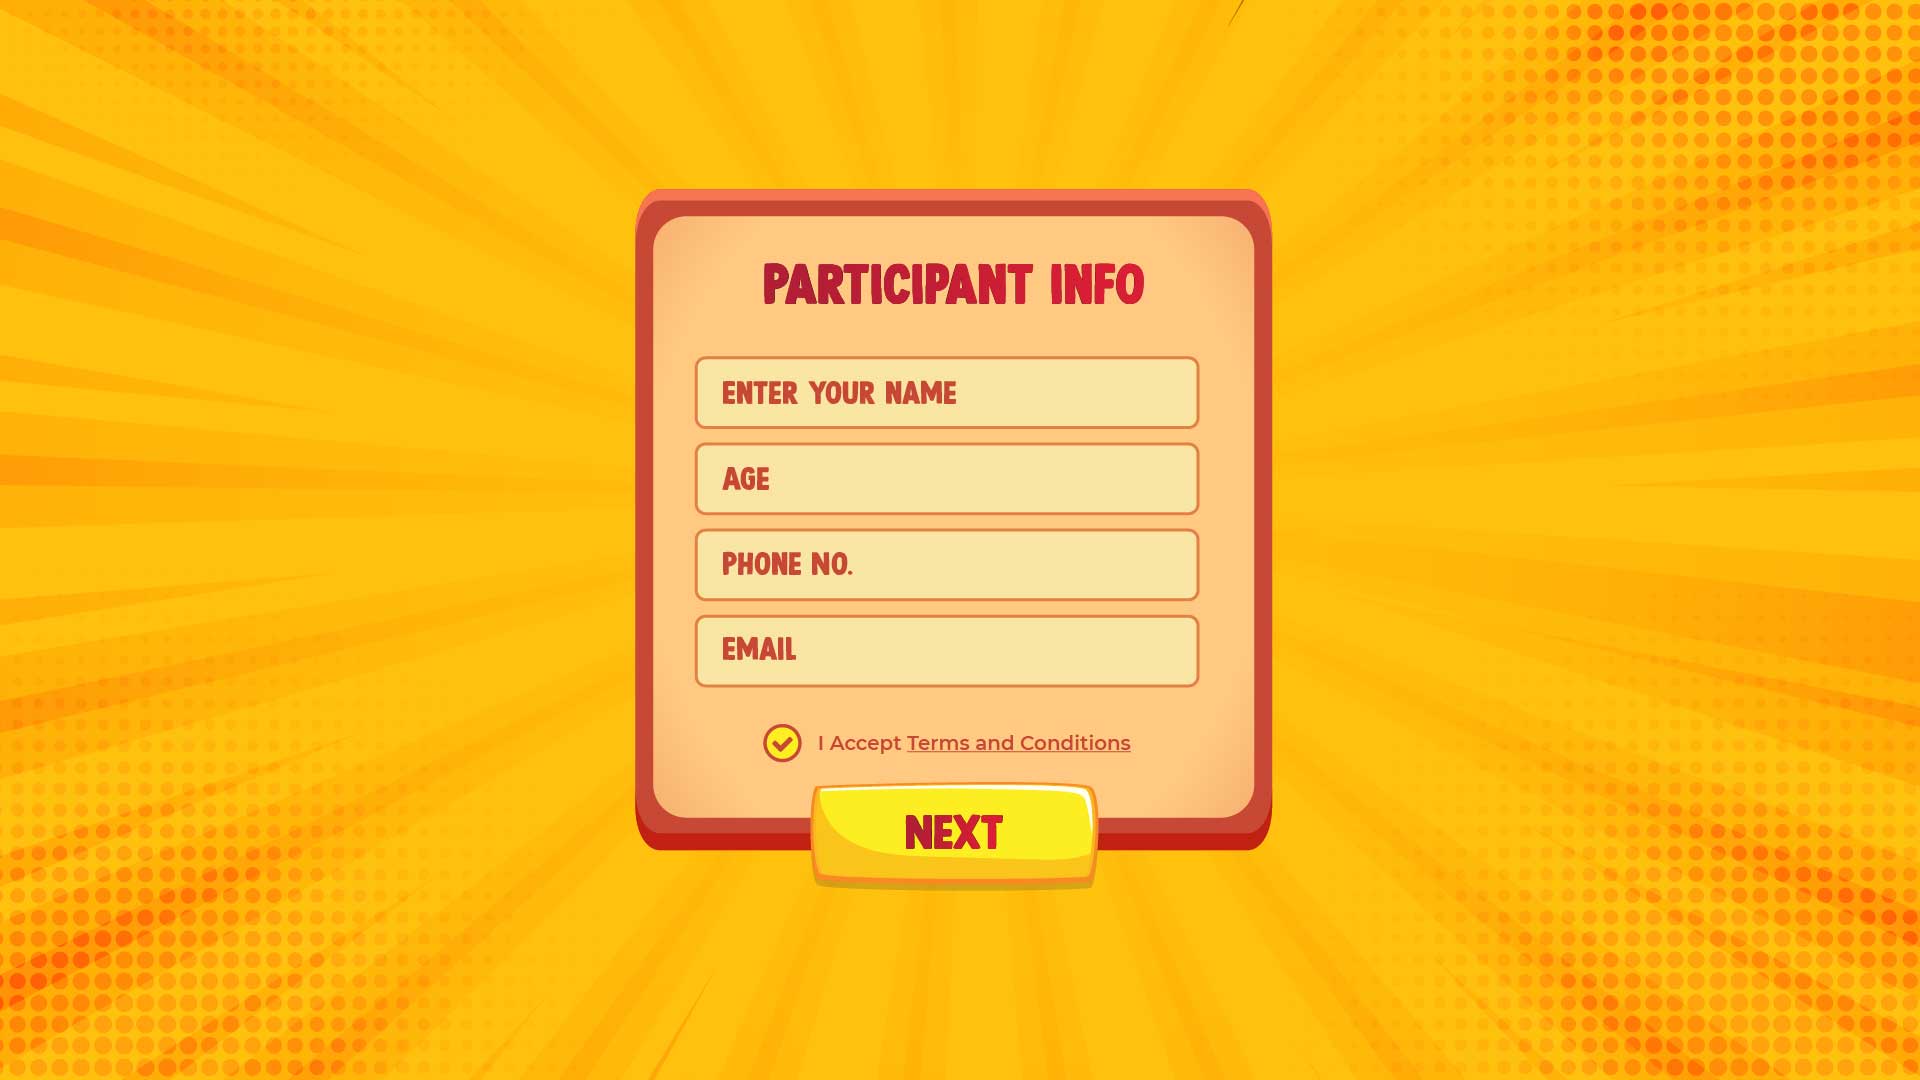 PARTICIPANT INFO
ENTER YOUR NAME
AGE
PHONE NO.
EMAIL
I Accept Terms and Conditions
NEXT